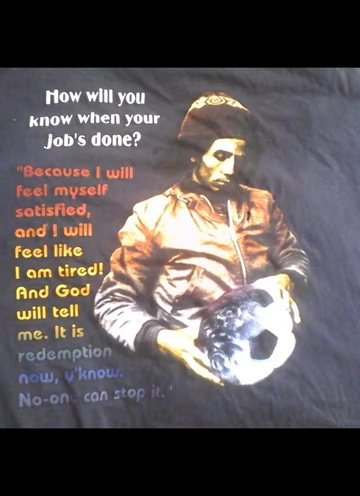 How will you
know when your
job's done?
"Because I will
feel myself
satisfied,
and I will
feel like
I am tired!
And God
will tell
me. It is
redemption
now, y'know.
No-one can stop it."